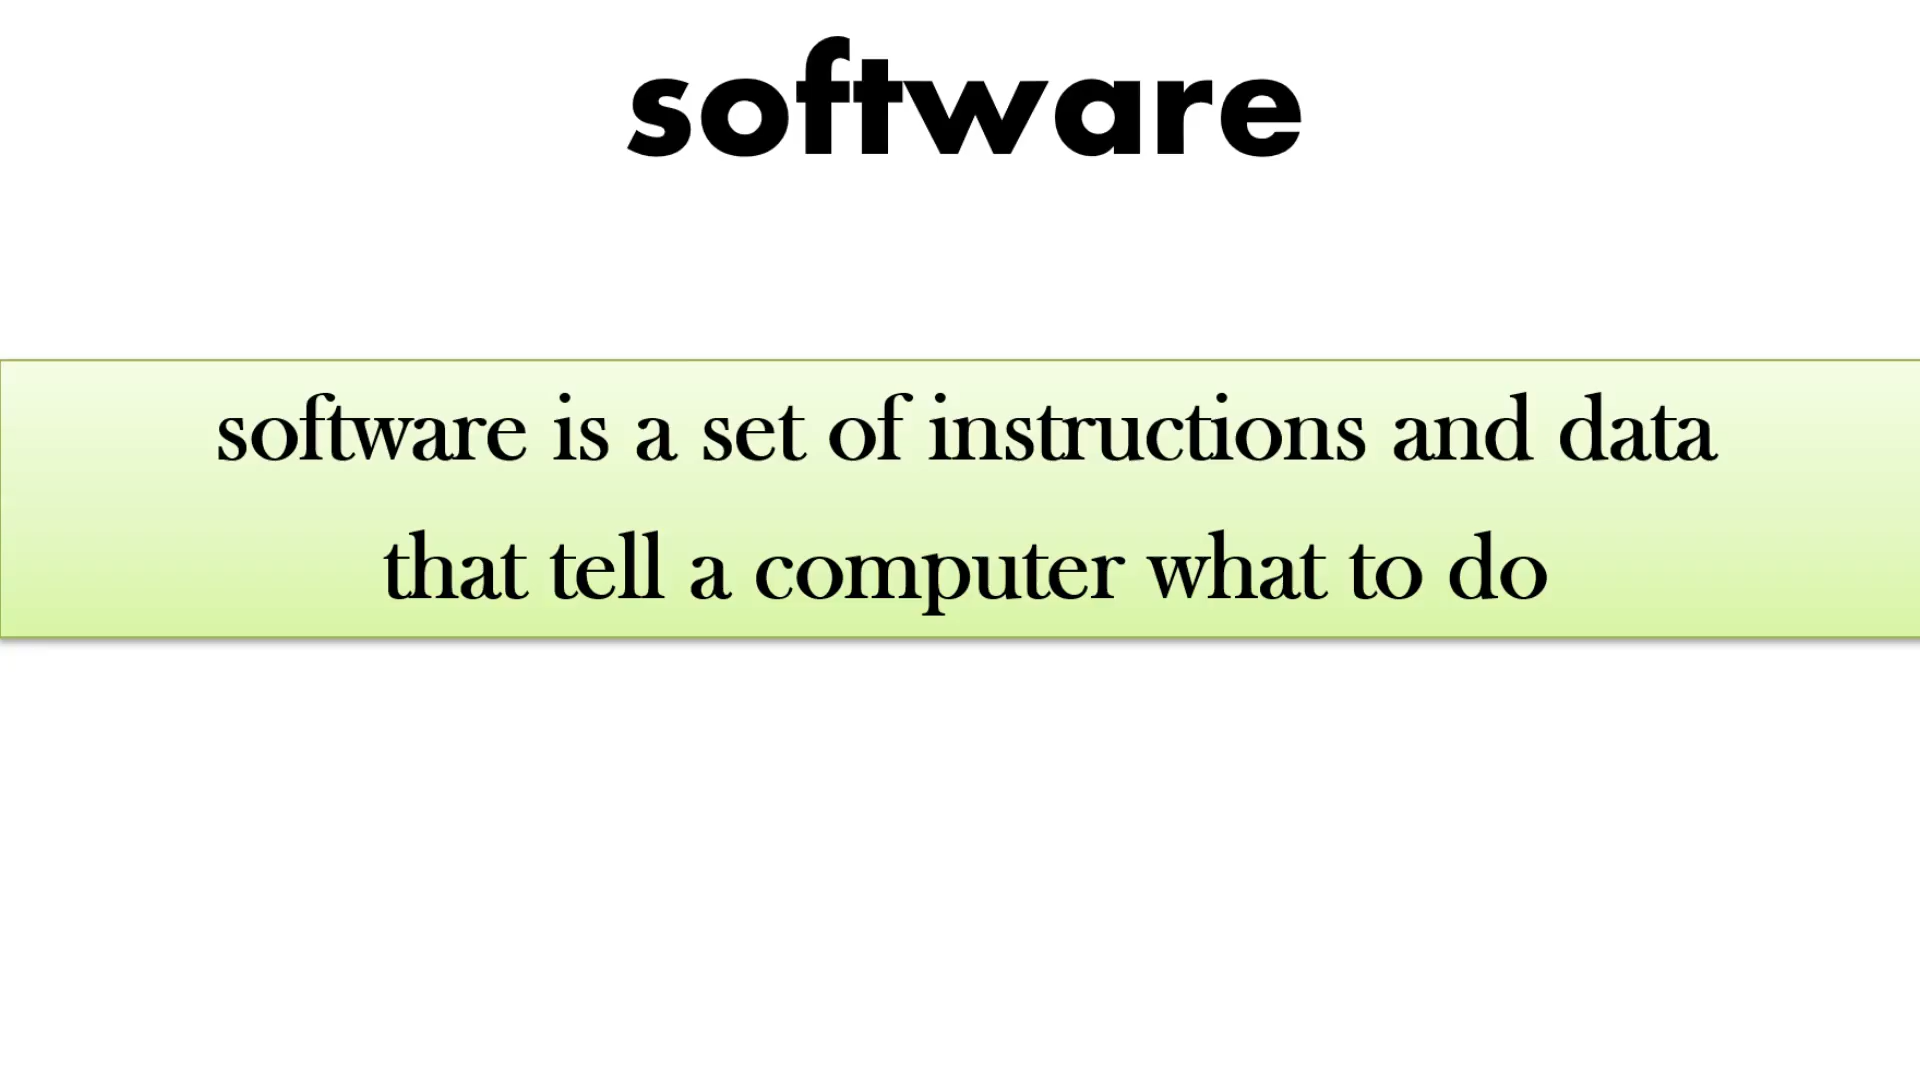 software
software is a set of instructions and data
that tell a computer what to do